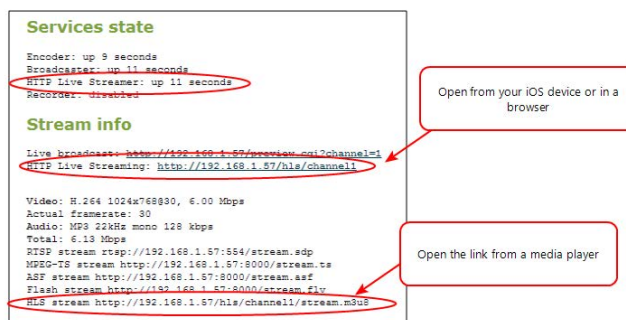 Services state
Encoder: up 9 seconds
Broadcaster: up 11 seconds
HTTP Live Streamer: up 11 seconds
Recorder: disabled
Stream info
Live broadcast: http://192.168.1.57/preview.cgi?channel=1
HTTP Live Streaming: http://192.168.1.57/hls/channel1
Video: H.264 1024x768@30, 6.00 Mbps
Actual framerate: 30
Audio: MP3 22kHz mono 128 kbps
Total: 6.13 Mbps
RTSP stream rtsp://192.168.1.57:554/stream.sdp
MPEG-TS stream http://192.168.1.57:8000/stream.ts
ASF stream http://192.168.1.57:8000/stream.asf
Flash stream http://192.168.1.57:8000/stream.flv
HLS stream http://192.168.1.57/hls/channel1/stream.m3u8
Open from your iOS device or in a
browser
Open the link from a media player